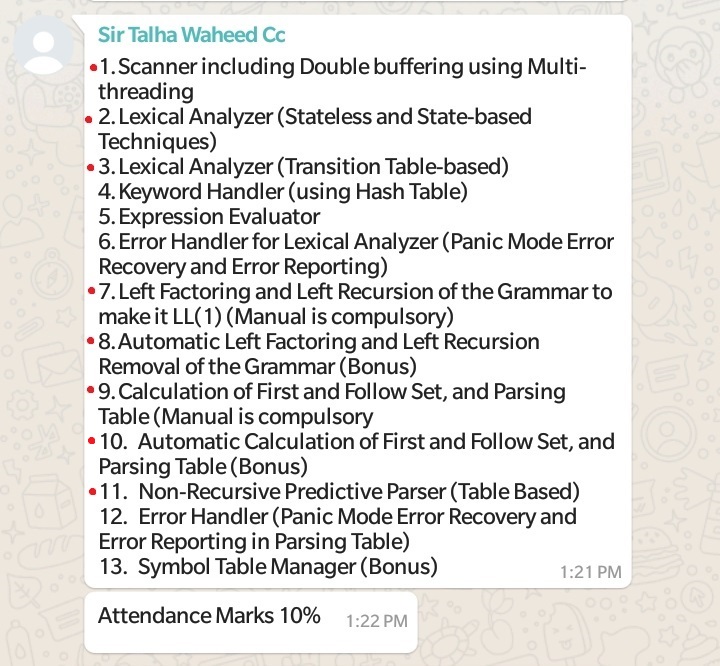 Sir Talha Waheed Cc
1. Scanner including Double buffering using Multi-
threading
2. Lexical Analyzer (Stateless and State-based
Techniques)
3. Lexical Analyzer (Transition Table-based)
4. Keyword Handler (using Hash Table)
5. Expression Evaluator
6. Error Handler for Lexical Analyzer (Panic Mode Error
Recovery and Error Reporting)
7. Left Factoring and Left Recursion of the Grammar to
make it LL(1) (Manual is compulsory)
8. Automatic Left Factoring and Left Recursion
Removal of the Grammar (Bonus)
9. Calculation of First and Follow Set, and Parsing
Table (Manual is compulsory
10. Automatic Calculation of First and Follow Set, and
Parsing Table (Bonus)
11. Non-Recursive Predictive Parser (Table Based)
12. Error Handler (Panic Mode Error Recovery and
Error Reporting in Parsing Table)
13. Symbol Table Manager (Bonus) 1:21 PM
Attendance Marks 10% 1:22 PM